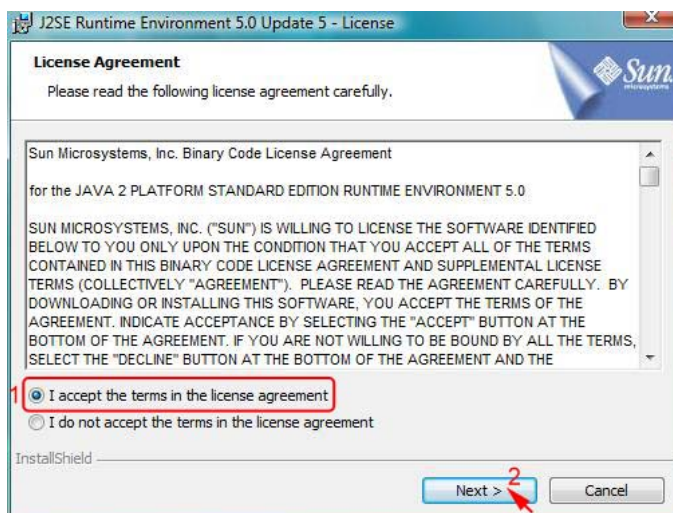 J2SE Runtime Environment 5.0 Update 5 - License
License Agreement
Please read the following license agreement carefully.
Sun
microsystems
Sun Microsystems, Inc. Binary Code License Agreement
for the JAVA 2 PLATFORM STANDARD EDITION RUNTIME ENVIRONMENT 5.0
SUN MICROSYSTEMS, INC. ("SUN") IS WILLING TO LICENSE THE SOFTWARE IDENTIFIED
BELOW TO YOU ONLY UPON THE CONDITION THAT YOU ACCEPT ALL OF THE TERMS
CONTAINED IN THIS BINARY CODE LICENSE AGREEMENT AND SUPPLEMENTAL LICENSE
TERMS (COLLECTIVELY "AGREEMENT"). PLEASE READ THE AGREEMENT CAREFULLY. BY
DOWNLOADING OR INSTALLING THIS SOFTWARE, YOU ACCEPT THE TERMS OF THE
AGREEMENT. INDICATE ACCEPTANCE BY SELECTING THE "ACCEPT" BUTTON AT THE
BOTTOM OF THE AGREEMENT. IF YOU ARE NOT WILLING TO BE BOUND BY ALL THE TERMS,
SELECT THE "DECLINE" BUTTON AT THE BOTTOM OF THE AGREEMENT AND THE
1 I accept the terms in the license agreement
I do not accept the terms in the license agreement
InstallShield
Next > 2 Cancel